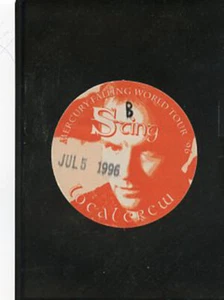 MERCURY FALLING WORLD TOUR '96
B
Sting
JUL 5 1996
local crew